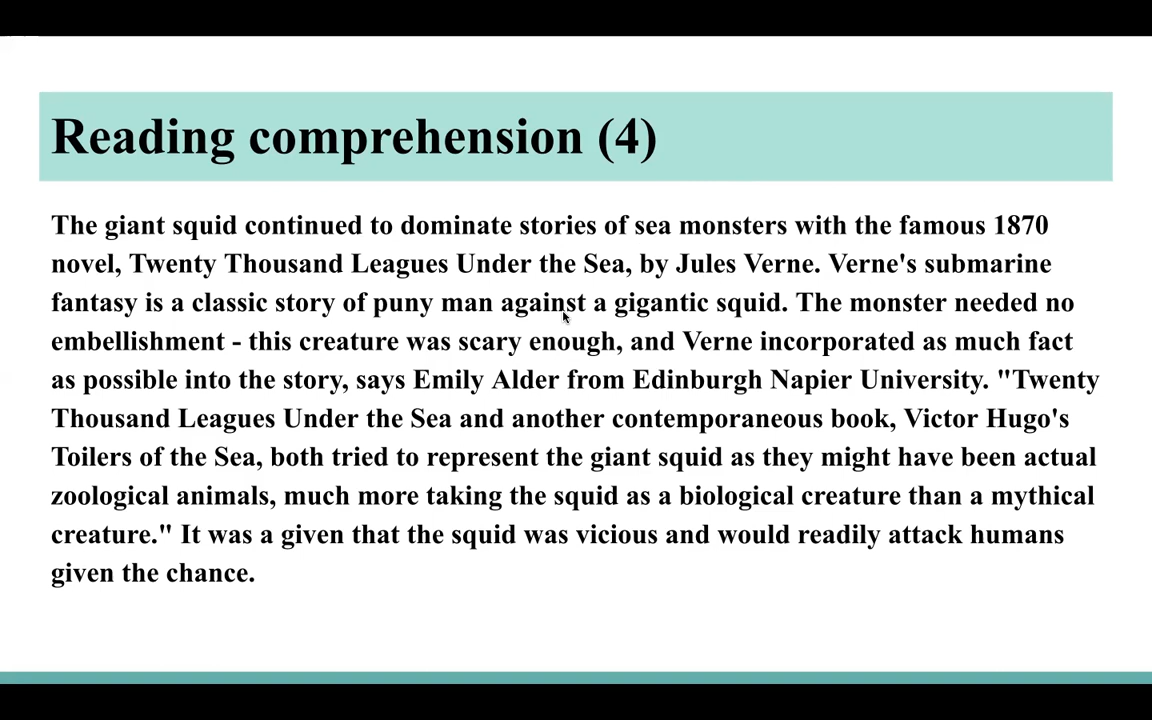 Reading comprehension (4)
The giant squid continued to dominate stories of sea monsters with the famous 1870
novel, Twenty Thousand Leagues Under the Sea, by Jules Verne. Verne's submarine
fantasy is a classic story of puny man against a gigantic squid. The monster needed no
embellishment - this creature was scary enough, and Verne incorporated as much fact
as possible into the story, says Emily Alder from Edinburgh Napier University. "Twenty
Thousand Leagues Under the Sea and another contemporaneous book, Victor Hugo's
Toilers of the Sea, both tried to represent the giant squid as they might have been actual
zoological animals, much more taking the squid as a biological creature than a mythical
creature." It was a given that the squid was vicious and would readily attack humans
given the chance.